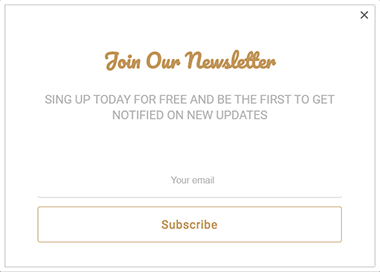 Join Our Newsletter
SING UP TODAY FOR FREE AND BE THE FIRST TO GET
NOTIFIED ON NEW UPDATES
Your email
Subscribe